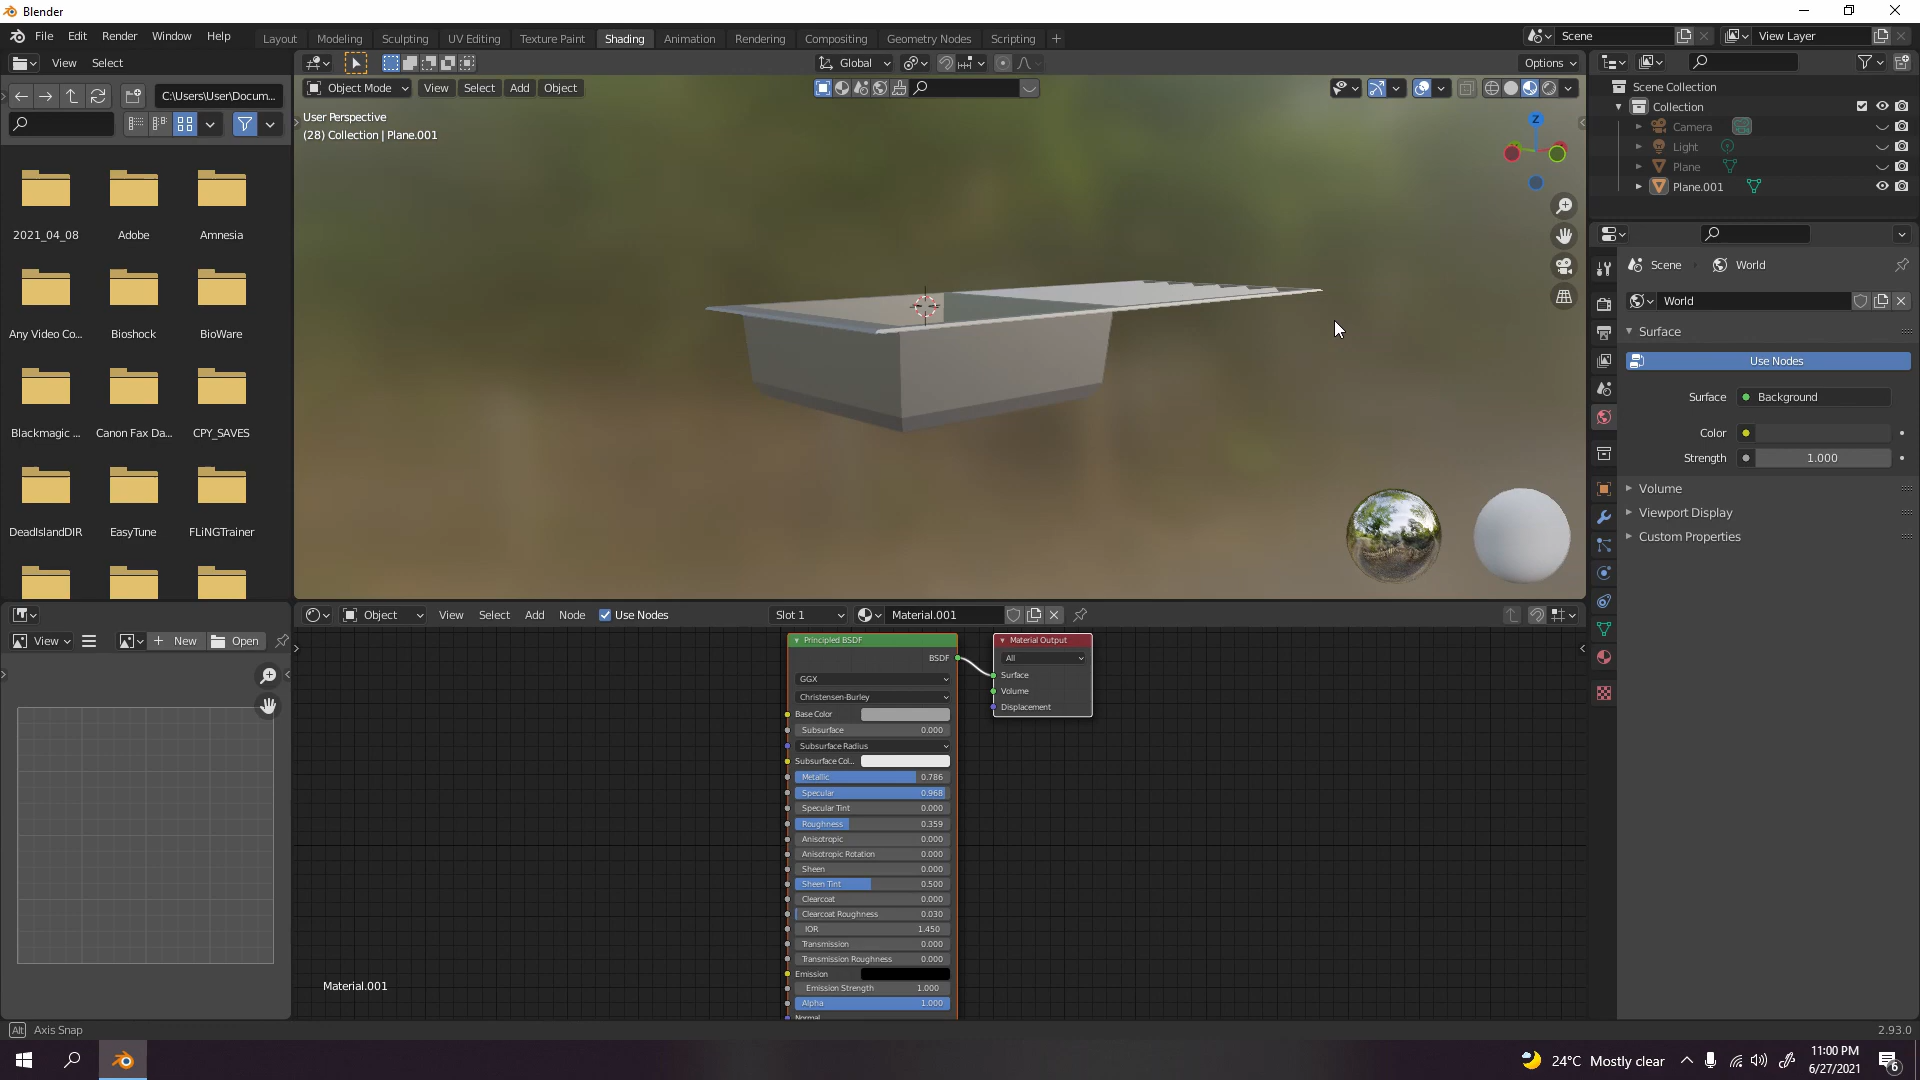 Blender
File Edit Render Window Help
Layout Modeling Sculpting UV Editing Texture Paint Shading Animation Rendering Compositing Geometry Nodes Scripting +
Scene
View Layer
View Select
Global
Options
C:\Users\User\Docum...
Object Mode View Select Add Object
User Perspective
(28) Collection | Plane.001
Z
Scene Collection
Collection
Camera
Light
Plane
Plane.001
2021_04_08 Adobe Amnesia
Any Video Co... Bioshock BioWare
Blackmagic ... Canon Fax Da... CPY_SAVES
DeadIslandDIR EasyTune FLiNGTrainer
Scene World
World
Surface
Use Nodes
Surface Background
Color
Strength 1.000
Volume
Viewport Display
Custom Properties
View New Open
Object View Select Add Node Use Nodes Slot 1 Material.001
Principled BSDF
BSDF
GGX
Christensen-Burley
Base Color
Subsurface 0.000
Subsurface Radius
Subsurface Col...
Metallic 0.786
Specular 0.968
Specular Tint 0.000
Roughness 0.359
Anisotropic 0.000
Anisotropic Rotation 0.000
Sheen 0.000
Sheen Tint 0.500
Clearcoat 0.000
Clearcoat Roughness 0.030
IOR 1.450
Transmission 0.000
Transmission Roughness 0.000
Emission
Emission Strength 1.000
Alpha 1.000
Normal
Material Output
All
Surface
Volume
Displacement
Material.001
Alt Axis Snap
2.93.0
24°C Mostly clear
11:00 PM
6/27/2021
6